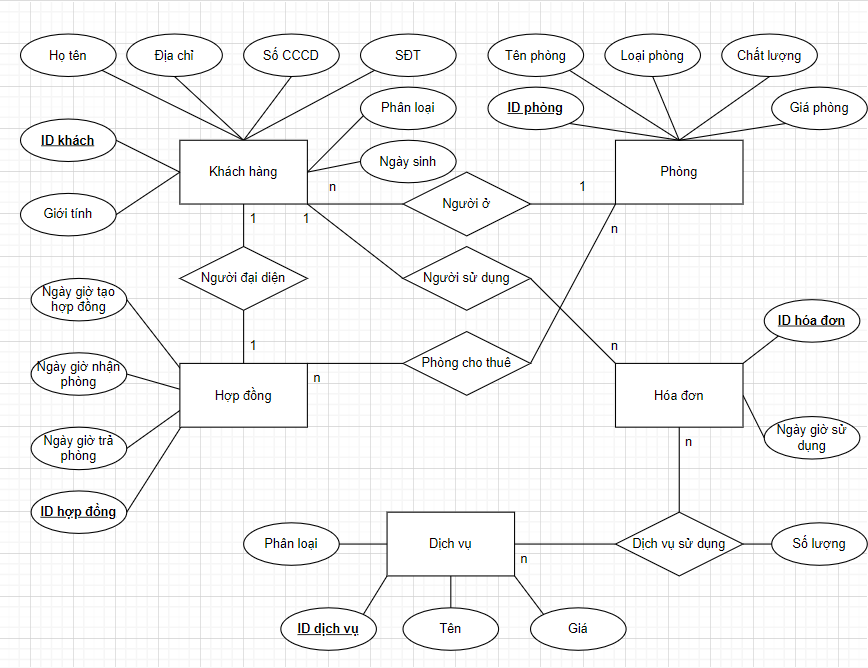 Họ tên
Địa chỉ
Số CCCD
SĐT
Tên phòng
Loại phòng
Chất lượng
Phân loại
ID phòng
Giá phòng
ID khách
Khách hàng
Ngày sinh
Phòng
n
1
Người ở
Giới tính
1
1
n
Người đại diện
Người sử dụng
Ngày giờ tạo
hợp đồng
ID hóa đơn
1
n
Phòng cho thuê
Ngày giờ nhận
phòng
n
Hợp đồng
Hóa đơn
Ngày giờ sử
dụng
Ngày giờ trả
phòng
n
ID hợp đồng
Phân loại
Dịch vụ
n
Dịch vụ sử dụng
Số lượng
ID dịch vụ
Tên
Giá